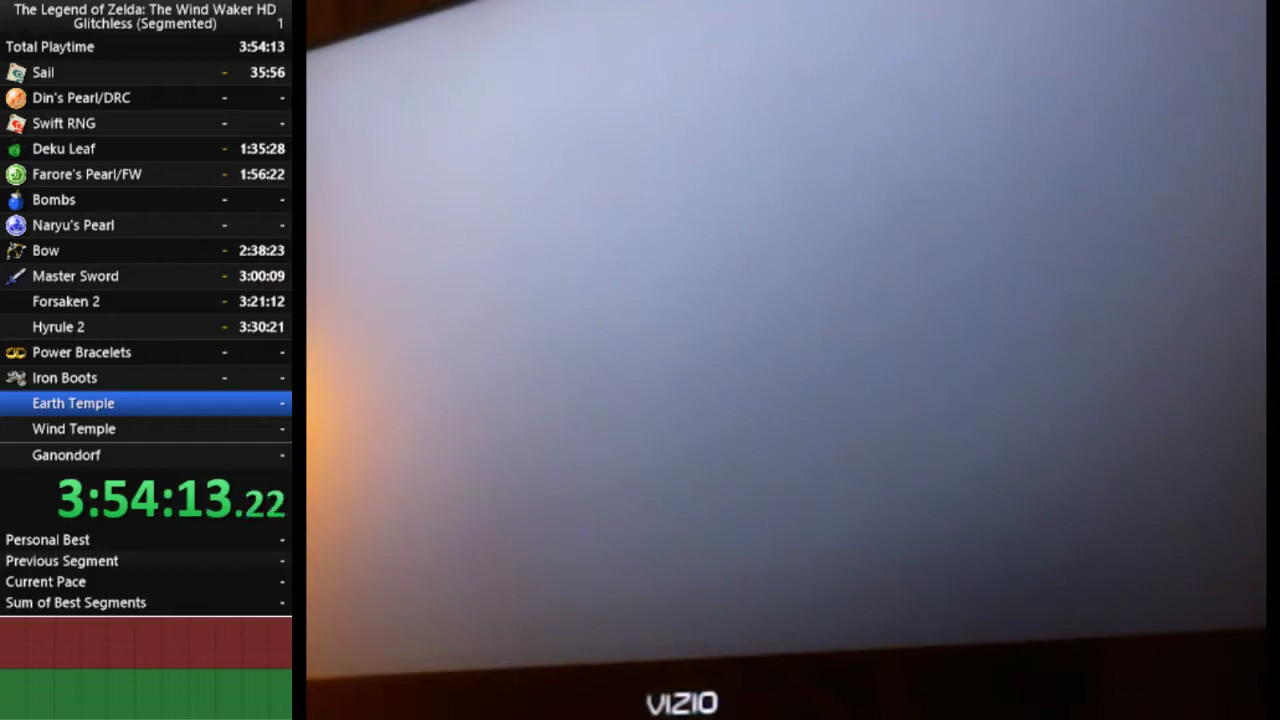 The Legend of Zelda: The Wind Waker HD
Glitchless (Segmented) 1
Total Playtime 3:54:13
Sail - 35:56
Din's Pearl/DRC - -
Swift RNG - -
Deku Leaf - 1:35:28
Farore's Pearl/FW - 1:56:22
Bombs - -
Naryu's Pearl - -
Bow - 2:38:23
Master Sword - 3:00:09
Forsaken 2 - 3:21:12
Hyrule 2 - 3:30:21
Power Bracelets - -
Iron Boots - -
Earth Temple -
Wind Temple -
Ganondorf -
3:54:13.22
Personal Best -
Previous Segment -
Current Pace -
Sum of Best Segments -
VIZIO